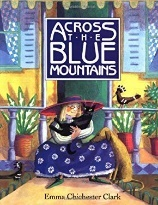 ACROSS
THE
BLUE
MOUNTAINS
Emma Chichester Clark